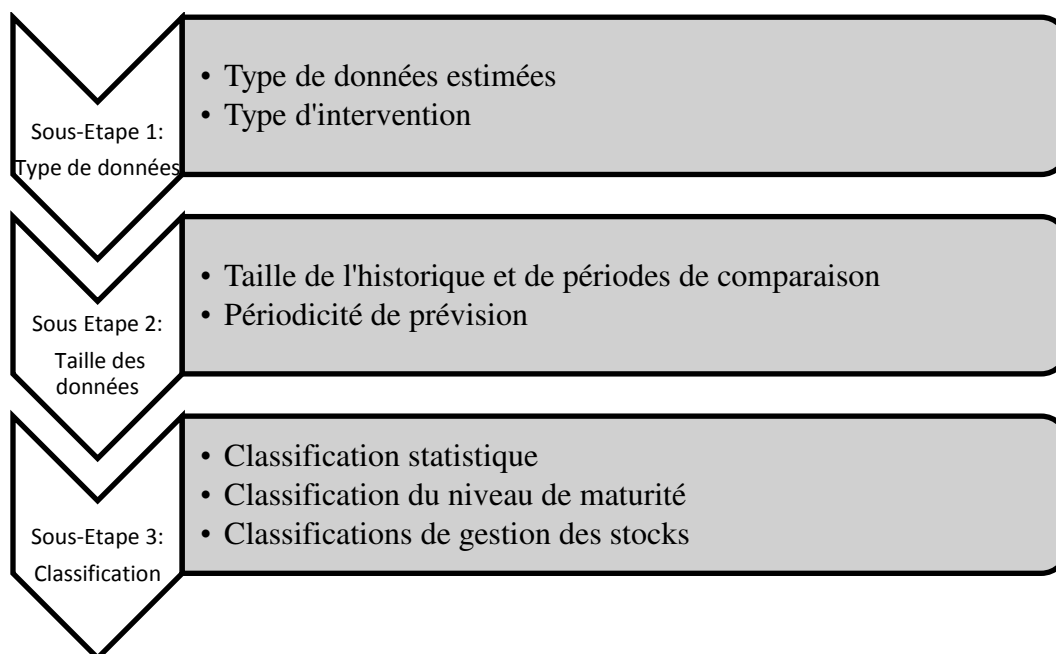 Sous-Etape 1:
Type de données
• Type de données estimées
• Type d'intervention
Sous Etape 2:
Taille des
données
• Taille de l'historique et de périodes de comparaison
• Périodicité de prévision
Sous-Etape 3:
Classification
• Classification statistique
• Classification du niveau de maturité
• Classifications de gestion des stocks